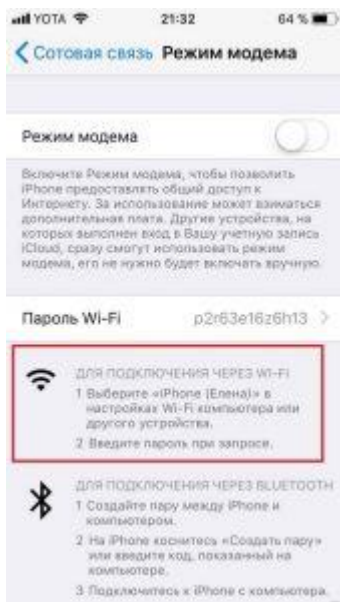 YOTA 21:32 64 %
Сотовая связь Режим модема
Режим модема
Включите Режим модема, чтобы позволить
iPhone предоставлять общий доступ к
Интернету. За использование может взиматься
дополнительная плата. Другие устройства, на
которых выполнен вход в Вашу учетную запись
iCloud, сразу смогут использовать режим
модема, его не нужно будет включать вручную.
Пароль Wi-Fi p2r63e16z6h13
ДЛЯ ПОДКЛЮЧЕНИЯ ЧЕРЕЗ WI-FI
1 Выберите «iPhone (Елена)» в
настройках Wi-Fi компьютера или
другого устройства.
2 Введите пароль при запросе.
ДЛЯ ПОДКЛЮЧЕНИЯ ЧЕРЕЗ BLUETOOTH
1 Создайте пару между iPhone и
компьютером.
2 На iPhone коснитесь «Создать пару»
или введите код, показанный на
компьютере.
3 Подключитесь к iPhone с компьютера.